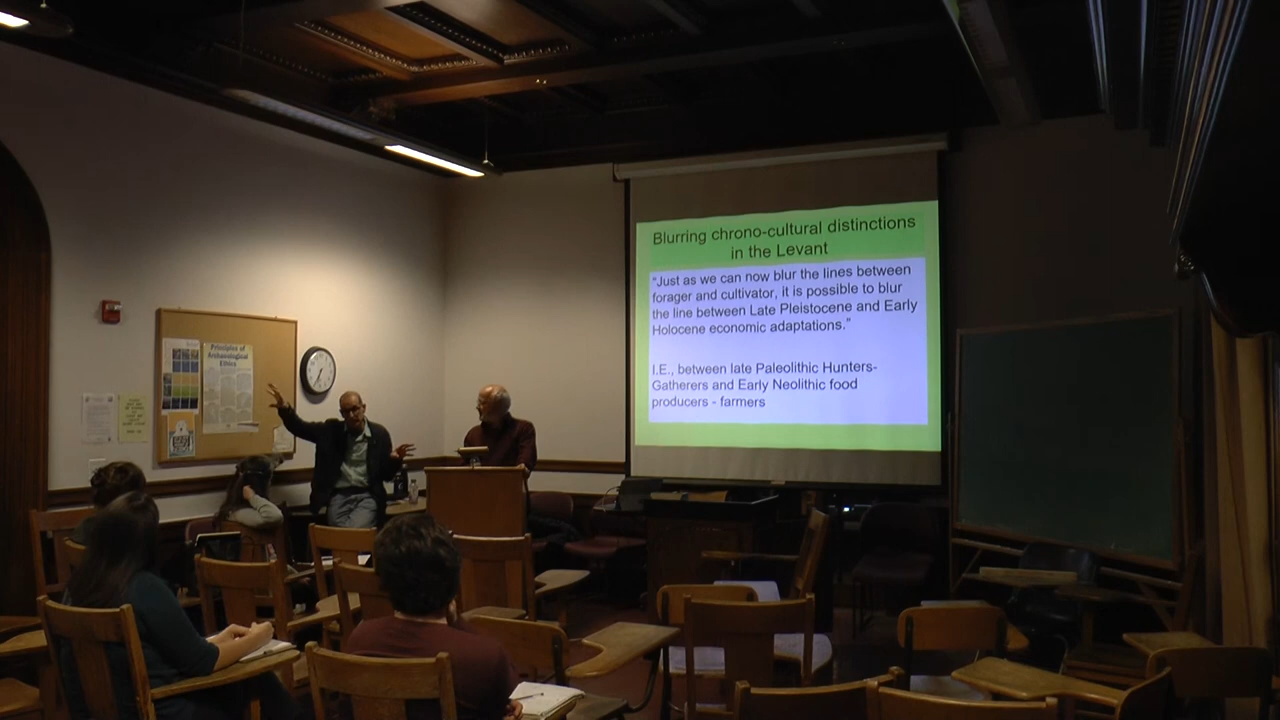 Blurring chrono-cultural distinctions
in the Levant
“Just as we can now blur the lines between
forager and cultivator, it is possible to blur
the line between Late Pleistocene and Early
Holocene economic adaptations.”
I.E., between late Paleolithic Hunters-
Gatherers and Early Neolithic food
producers - farmers
Principles of
Archaeological
Ethics